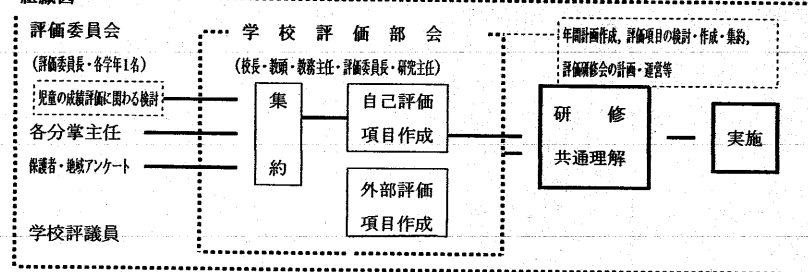 評価委員会
(評価委員長・各学年1名)
児童の成績評価に関わる検討
各分掌主任
保護者・地域アンケート
学校評議員
学校評価部会
(校長・教頭・教務主任・評価委員長・研究主任)
集約
自己評価
項目作成
外部評価
項目作成
年間計画作成,評価項目の検討・作成・集約,
評価研修会の計画・運営等
研修
共通理解
実施